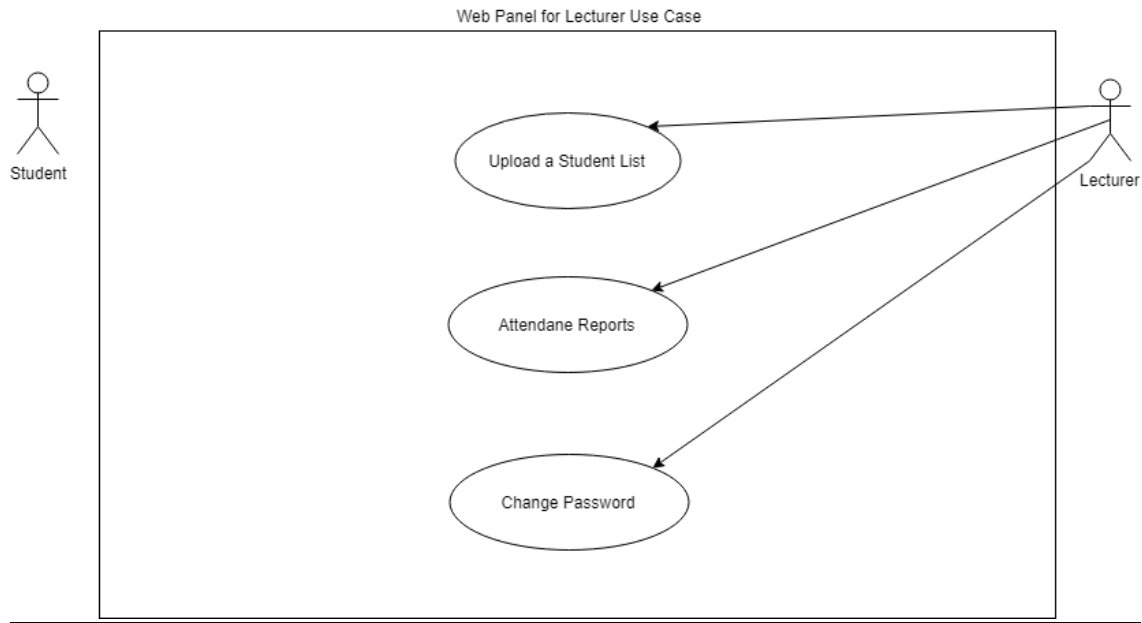 Web Panel for Lecturer Use Case
Student
Lecturer
Upload a Student List
Attendane Reports
Change Password